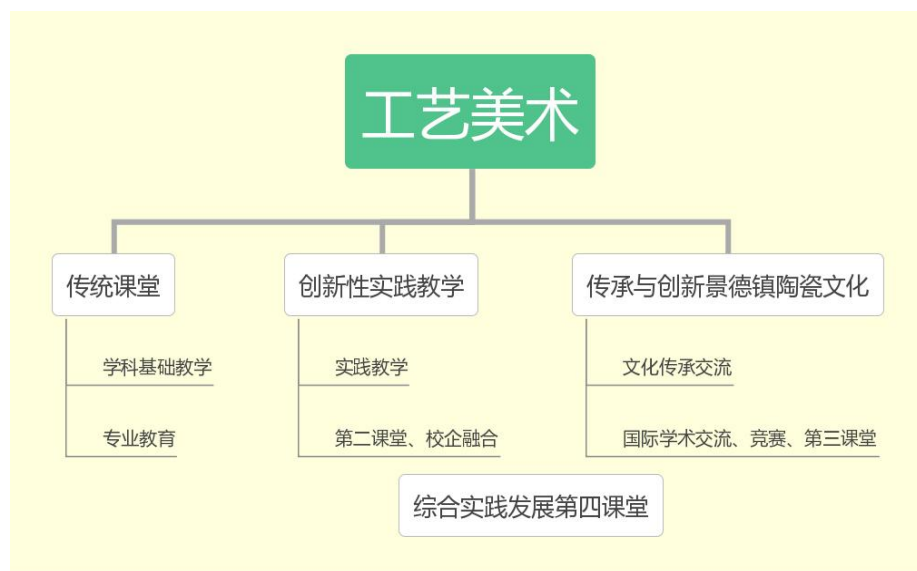 工艺美术
传统课堂
学科基础教学
专业教育
创新性实践教学
实践教学
第二课堂、校企融合
传承与创新景德镇陶瓷文化
文化传承交流
国际学术交流、竞赛、第三课堂
综合实践发展第四课堂